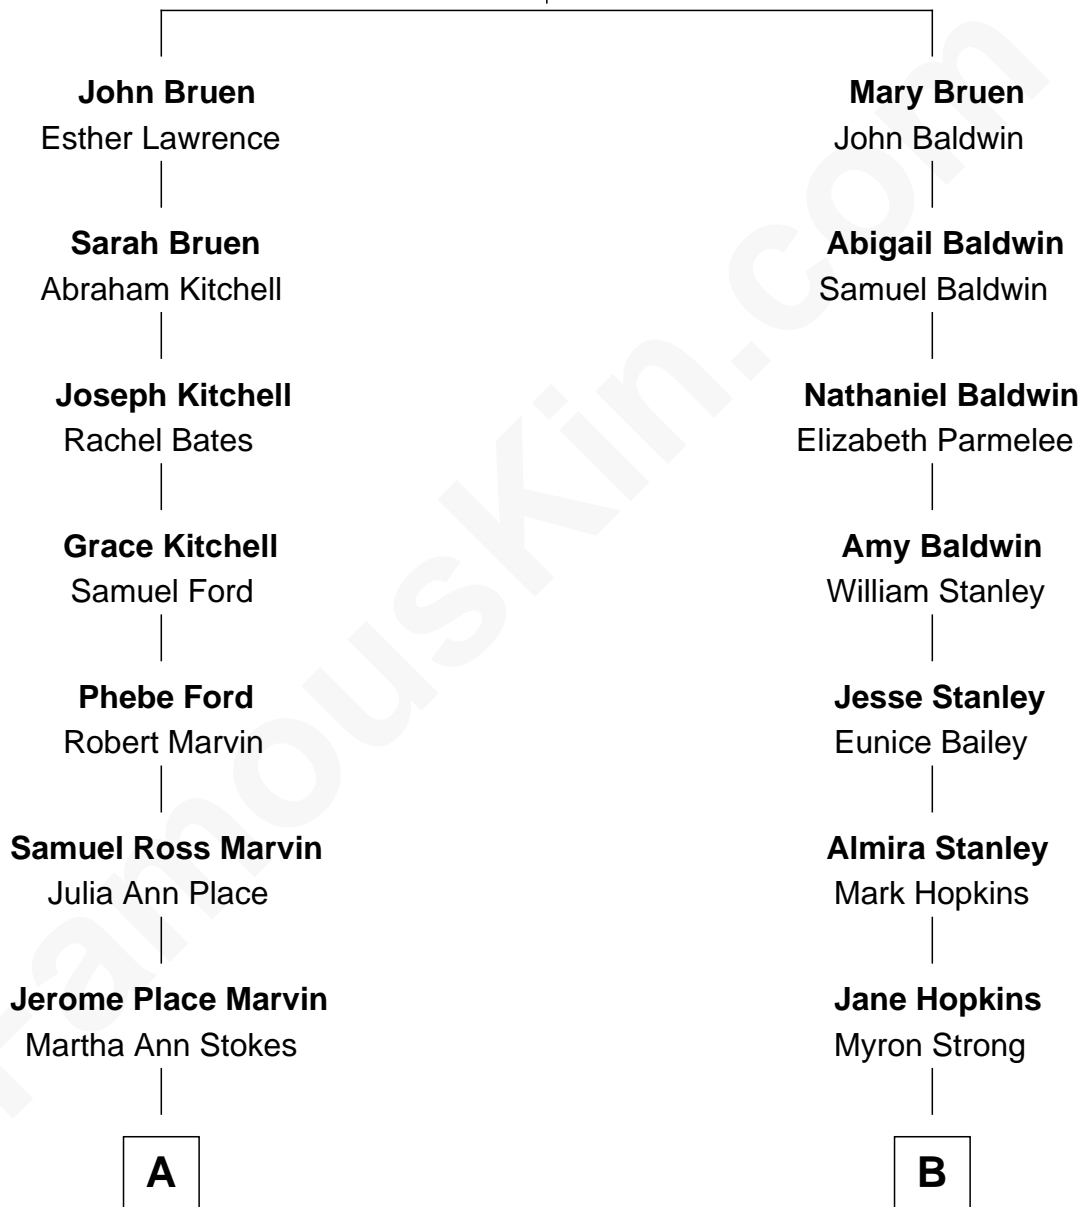 John Bruen
Esther Lawrence
Sarah Bruen
Abraham Kitchell
Joseph Kitchell
Rachel Bates
Grace Kitchell
Samuel Ford
Phebe Ford
Robert Marvin
Samuel Ross Marvin
Julia Ann Place
Jerome Place Marvin
Martha Ann Stokes
A
Mary Bruen
John Baldwin
Abigail Baldwin
Samuel Baldwin
Nathaniel Baldwin
Elizabeth Parmelee
Amy Baldwin
William Stanley
Jesse Stanley
Eunice Bailey
Almira Stanley
Mark Hopkins
Jane Hopkins
Myron Strong
B
FamousKin.com